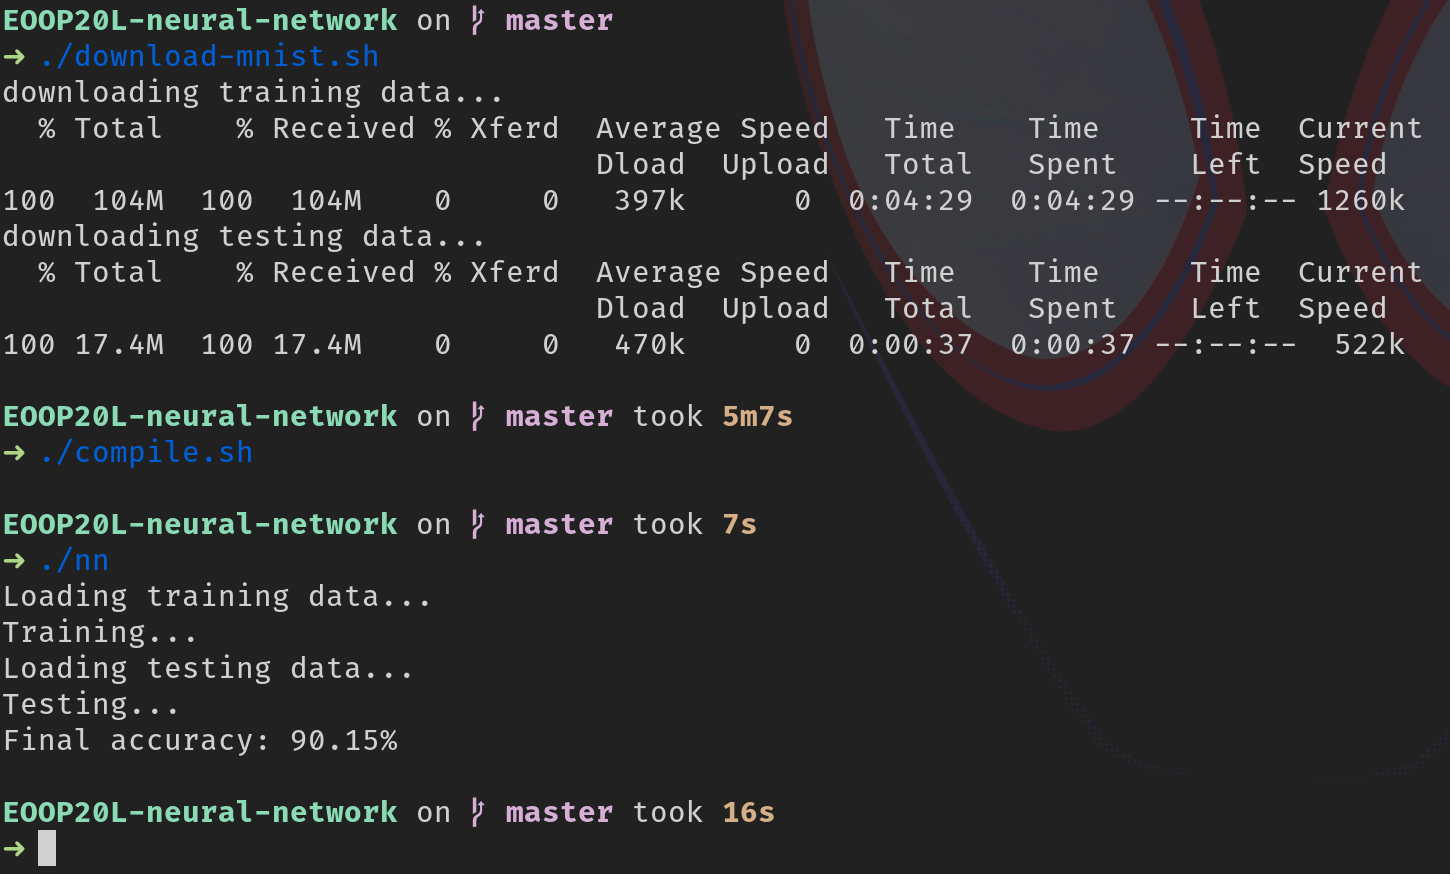 EOOP20L-neural-network on master
➜ ./download-mnist.sh
downloading training data...
  % Total    % Received % Xferd  Average Speed   Time    Time     Time  Current
                                 Dload  Upload   Total   Spent    Left  Speed
100  104M  100  104M    0     0   397k      0  0:04:29  0:04:29 --:--:-- 1260k
downloading testing data...
  % Total    % Received % Xferd  Average Speed   Time    Time     Time  Current
                                 Dload  Upload   Total   Spent    Left  Speed
100 17.4M  100 17.4M    0     0   470k      0  0:00:37  0:00:37 --:--:--  522k
EOOP20L-neural-network on master took 5m7s
➜ ./compile.sh
EOOP20L-neural-network on master took 7s
➜ ./nn
Loading training data...
Training...
Loading testing data...
Testing...
Final accuracy: 90.15%
EOOP20L-neural-network on master took 16s
➜